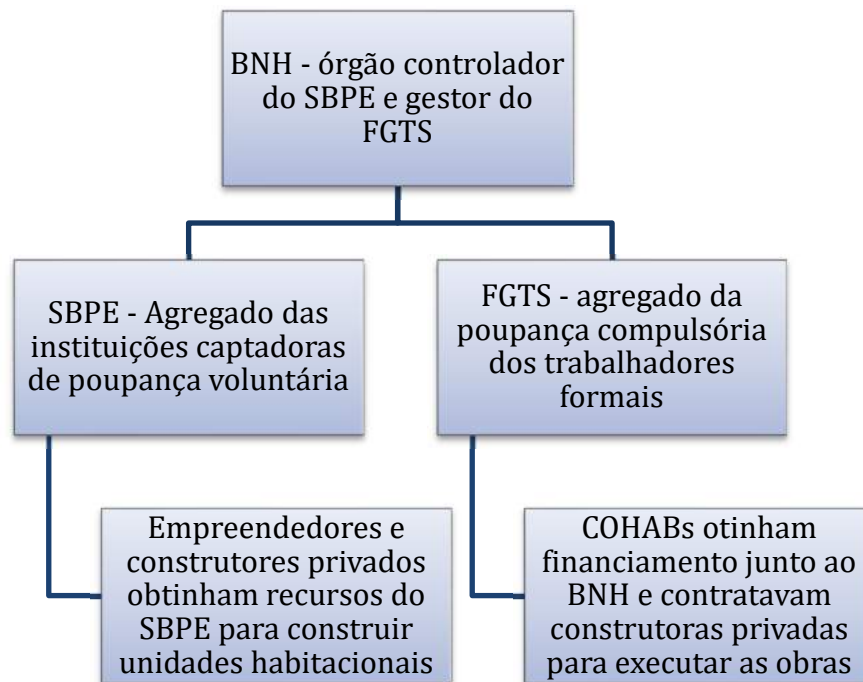 BNH - órgão controlador
do SBPE e gestor do
FGTS
SBPE - Agregado das
instituições captadoras
de poupança voluntária
FGTS - agregado da
poupança compulsória
dos trabalhadores
formais
Empreendedores e
construtores privados
obtinham recursos do
SBPE para construir
unidades habitacionais
COHABs otinham
financiamento junto ao
BNH e contratavam
construtoras privadas
para executar as obras